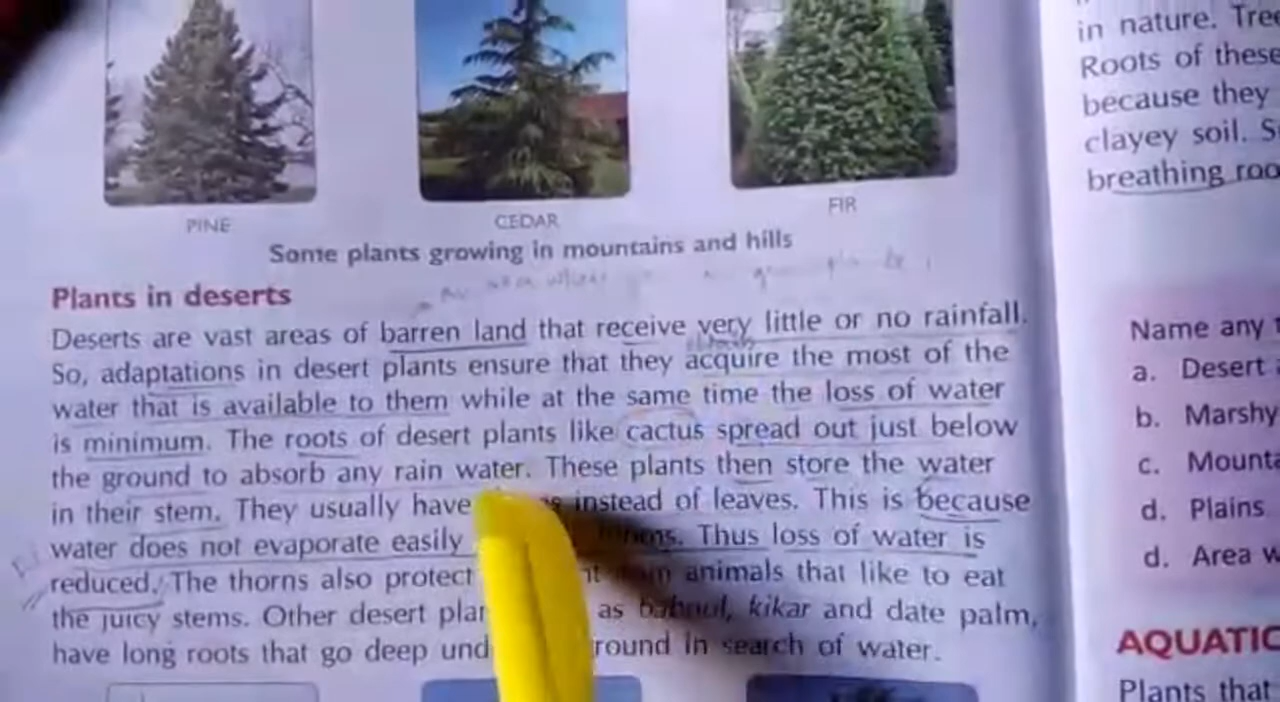 PINE
CEDAR
FIR
Some plants growing in mountains and hills
Plants in deserts
Deserts are vast areas of barren land that receive very little or no rainfall.
So, adaptations in desert plants ensure that they acquire the most of the
water that is available to them while at the same time the loss of water
is minimum. The roots of desert plants like cactus spread out just below
the ground to absorb any rain water. These plants then store the water
in their stem. They usually have instead of leaves. This is because
water does not evaporate easily Thus loss of water is
reduced. The thorns also protect animals that like to eat
the juicy stems. Other desert as babool, kikar and date palm,
have long roots that go deep in search of water.
in nature.
Roots of these
because they
clayey soil.
breathing
Name any
a. Desert
b. Marshy
c.
d. Plains
d. Area
AQUATIC
Plants that